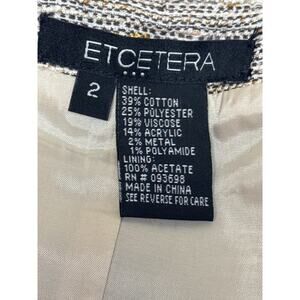 ETCETERA
...
2
SHELL:
39% COTTON
25% POLYESTER
19% VISCOSE
14% ACRYLIC
2% METAL
1% POLYAMIDE
LINING:
100% ACETATE
RN # 093698
MADE IN CHINA
SEE REVERSE FOR CARE